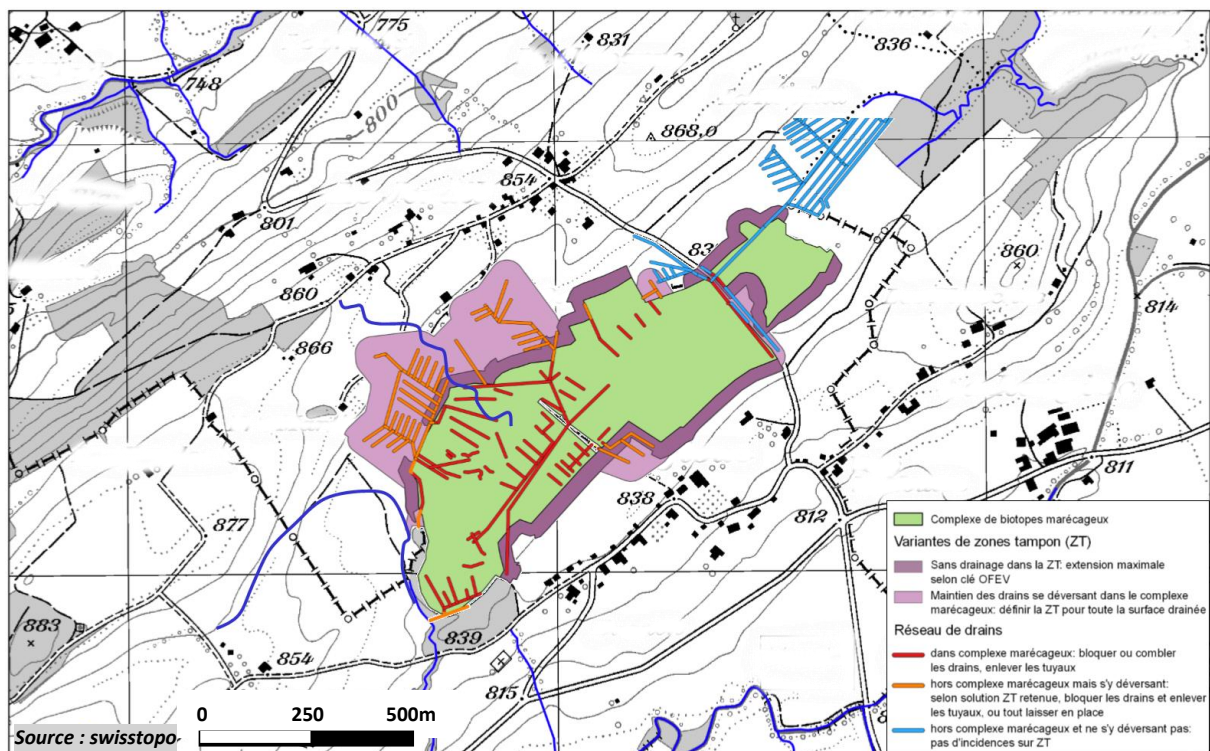 775
831
836
748
800
868,0
854
801
83
860
860
814
866
877
838
811
812
883
839
854
815
8
Complexe de biotopes marécageux
Variantes de zones tampon (ZT)
Sans drainage dans la ZT: extension maximale
selon clé OFEV
Maintien des drains se déversant dans le complexe
marécageux: définir la ZT pour toute la surface drainée
Réseau de drains
dans complexe marécageux: bloquer ou combler
les drains, enlever les tuyaux
hors complexe marécageux mais s'y déversant:
selon solution ZT retenue, bloquer les drains et enlever
les tuyaux, ou tout laisser en place
hors complexe marécageux et ne s'y déversant pas:
pas d'incidences sur ZT
0 250 500m
Source : swisstopo